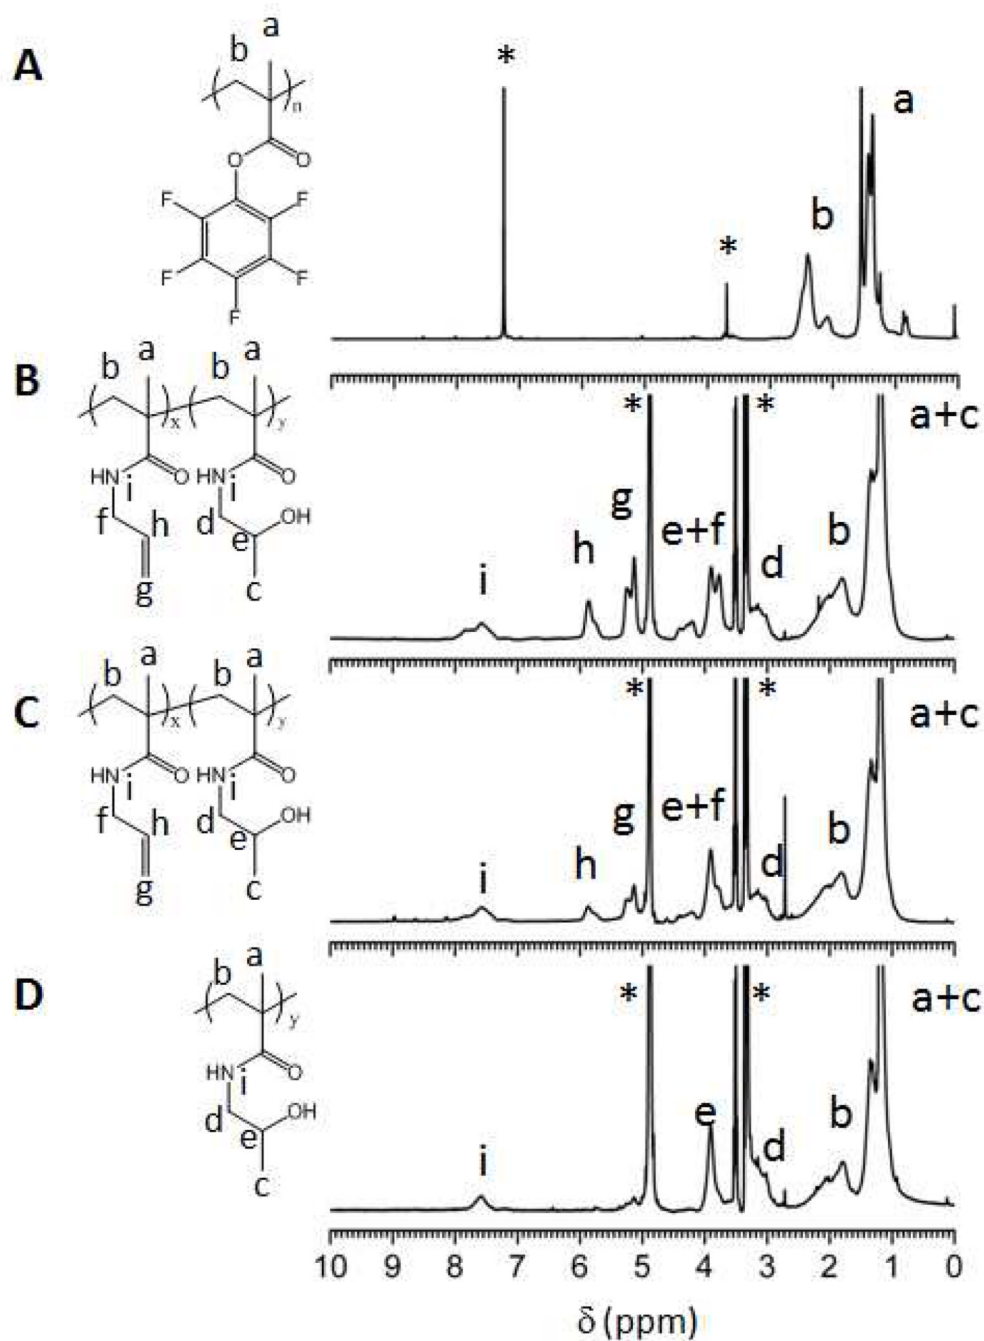 A
b a
n
O O
F F
F F
F
* * b a
B
b a b a
x y
HN O HN O
i i
f h d OH
e
g c
i h g * e+f * d b a+c
C
b a b a
x y
HN O HN O
i i
f h d OH
e
g c
i h g * e+f * d b a+c
D
b a
y
HN O
i
d OH
e
c
i * e * d b a+c
10 9 8 7 6 5 4 3 2 1 0
δ (ppm)